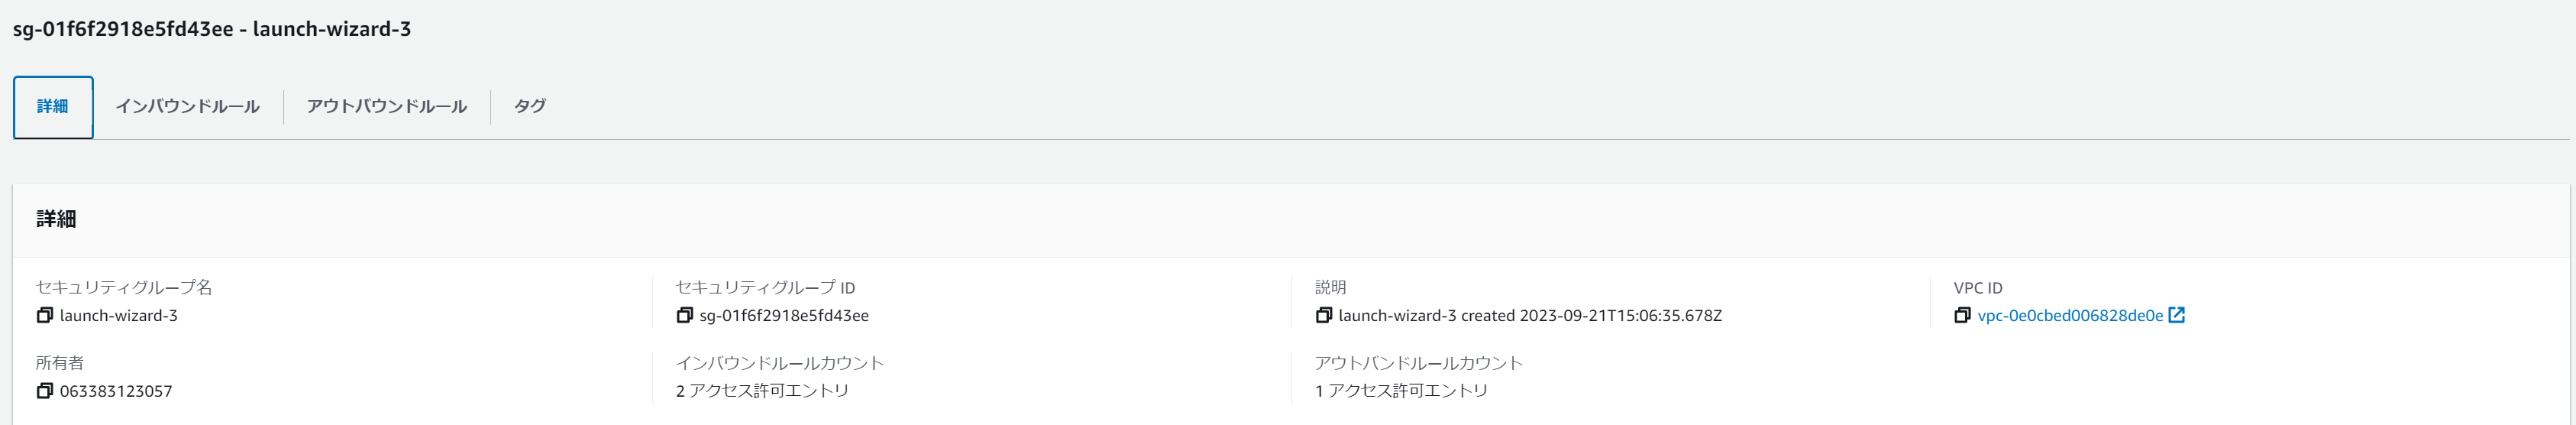 sg-01f6f2918e5fd43ee - launch-wizard-3
詳細 インバウンドルール アウトバウンドルール タグ
詳細
セキュリティグループ名 セキュリティグループ ID 説明 VPC ID
launch-wizard-3 sg-01f6f2918e5fd43ee launch-wizard-3 created 2023-09-21T15:06:35.678Z vpc-0e0cbed006828de0e
所有者 インバウンドルールカウント アウトバンドルールカウント
063383123057 2 アクセス許可エントリ 1 アクセス許可エントリ